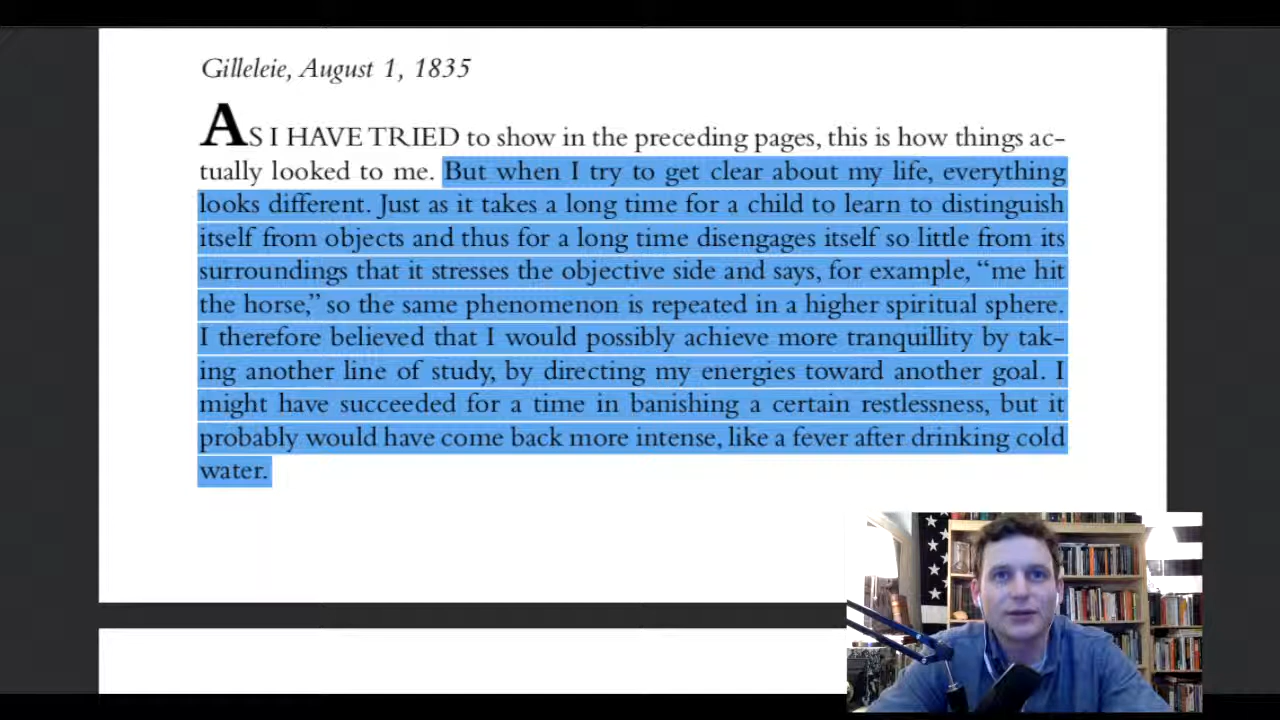 Gilleleie, August 1, 1835
AS I HAVE TRIED to show in the preceding pages, this is how things ac-
tually looked to me. But when I try to get clear about my life, everything
looks different. Just as it takes a long time for a child to learn to distinguish
itself from objects and thus for a long time disengages itself so little from its
surroundings that it stresses the objective side and says, for example, “me hit
the horse,” so the same phenomenon is repeated in a higher spiritual sphere.
I therefore believed that I would possibly achieve more tranquillity by tak-
ing another line of study, by directing my energies toward another goal. I
might have succeeded for a time in banishing a certain restlessness, but it
probably would have come back more intense, like a fever after drinking cold
water.